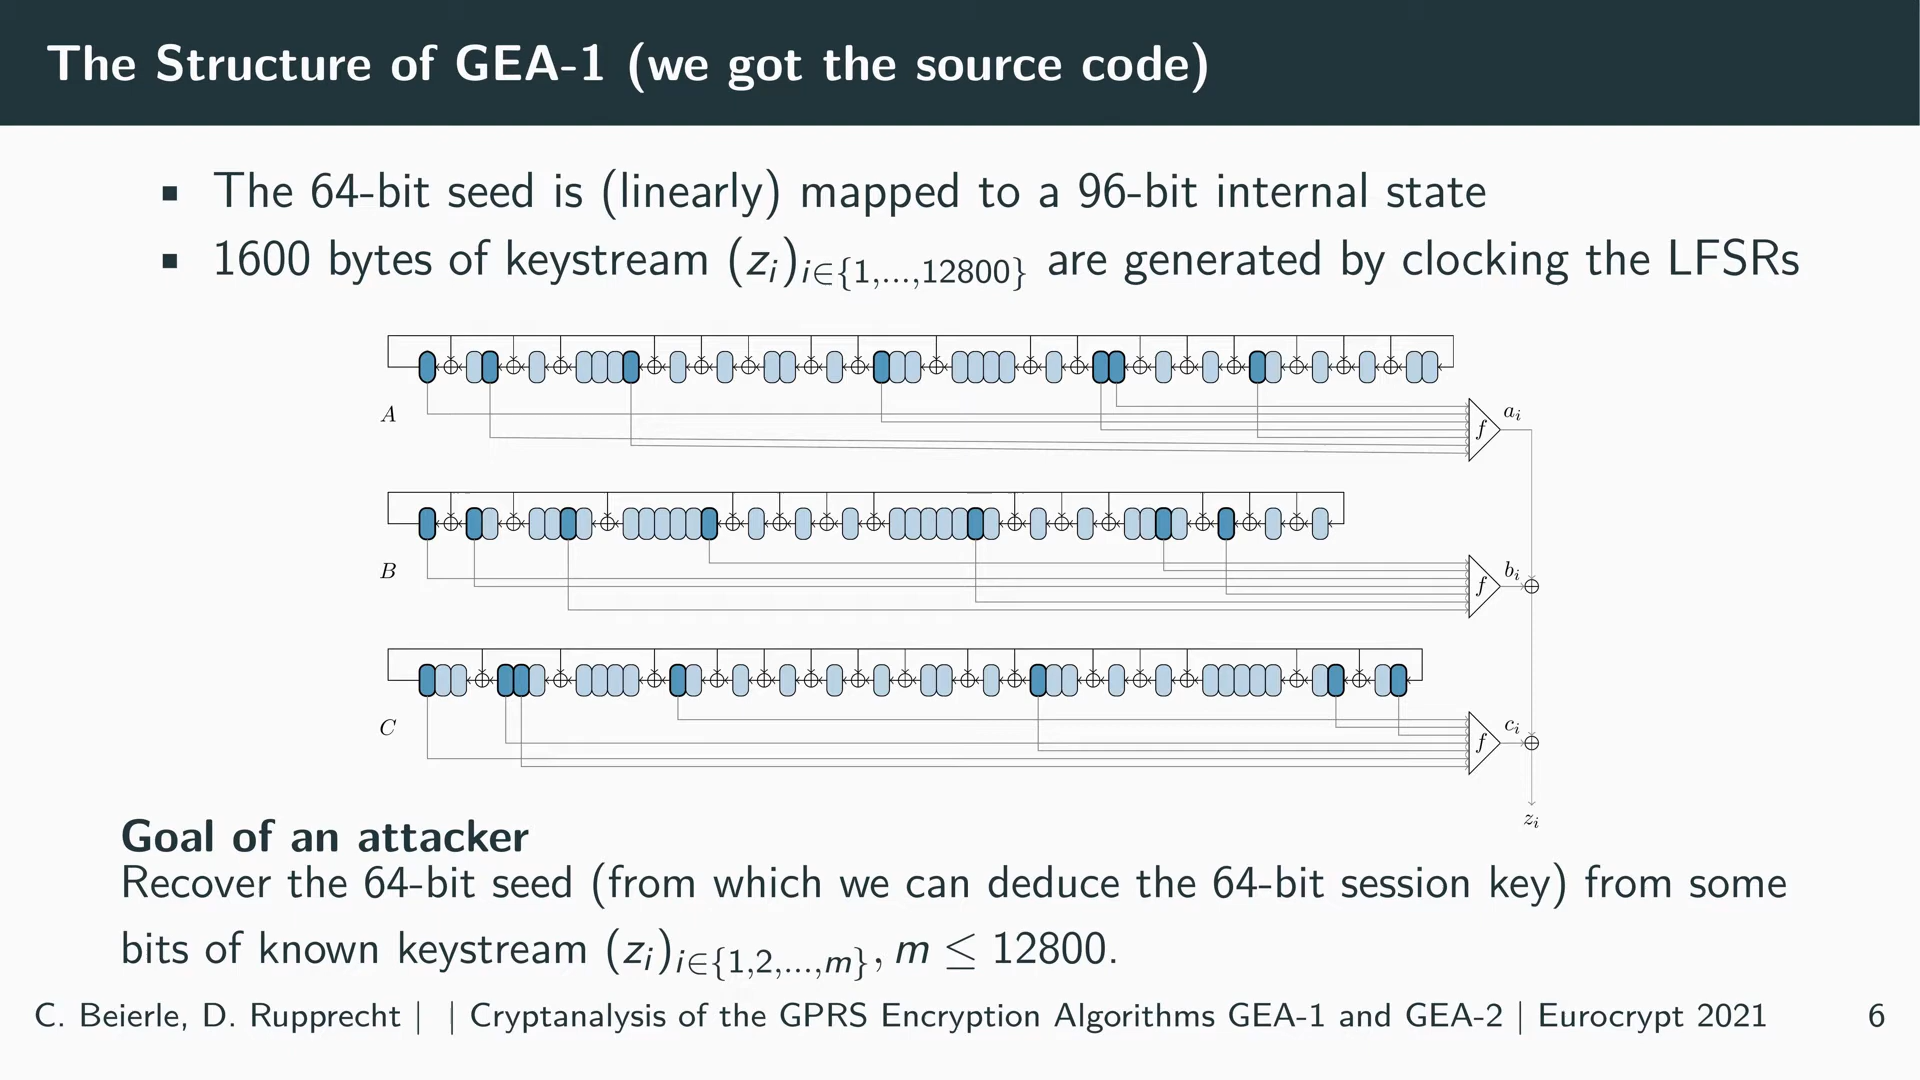 The Structure of GEA-1 (we got the source code)
▪ The 64-bit seed is (linearly) mapped to a 96-bit internal state
▪ 1600 bytes of keystream (z_i)_{i∈{1,...,12800}} are generated by clocking the LFSRs
A
f
a_i
B
f
b_i
C
f
c_i
z_i
Goal of an attacker
Recover the 64-bit seed (from which we can deduce the 64-bit session key) from some
bits of known keystream (z_i)_{i∈{1,2,...,m}}, m ≤ 12800.
C. Beierle, D. Rupprecht | | Cryptanalysis of the GPRS Encryption Algorithms GEA-1 and GEA-2 | Eurocrypt 2021 6